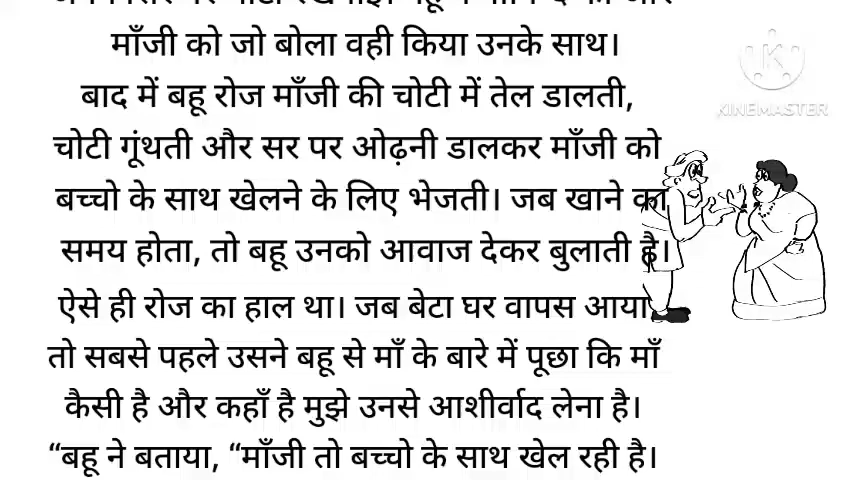 माँजी को जो बोला वही किया उनके साथ।
KINEMASTER
बाद में बहू रोज माँजी की चोटी में तेल डालती,
चोटी गूंथती और सर पर ओढ़नी डालकर माँजी को
बच्चो के साथ खेलने के लिए भेजती। जब खाने का
समय होता, तो बहू उनको आवाज देकर बुलाती है।
ऐसे ही रोज का हाल था। जब बेटा घर वापस आया
तो सबसे पहले उसने बहू से माँ के बारे में पूछा कि माँ
कैसी है और कहाँ है मुझे उनसे आशीर्वाद लेना है।
“बहू ने बताया, “माँजी तो बच्चो के साथ खेल रही है।